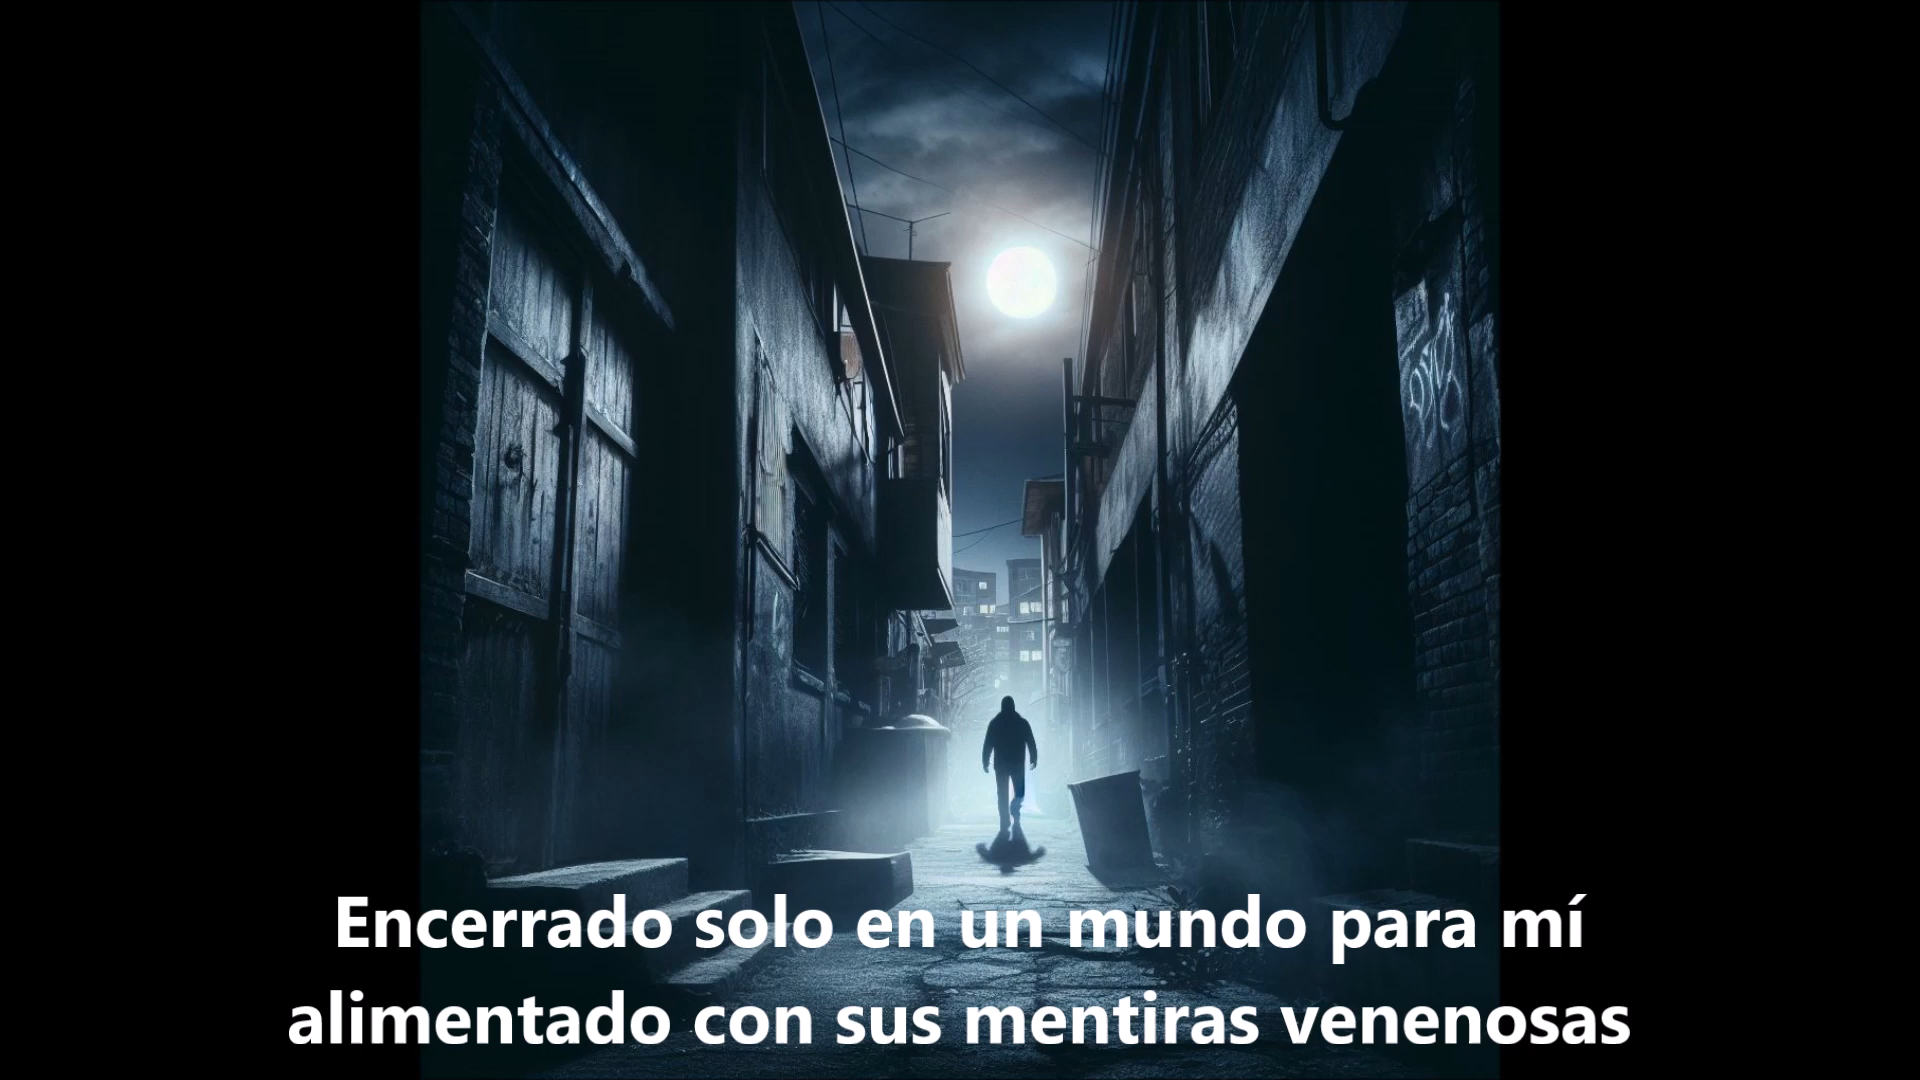 Encerrado solo en un mundo para mí
alimentado con sus mentiras venenosas